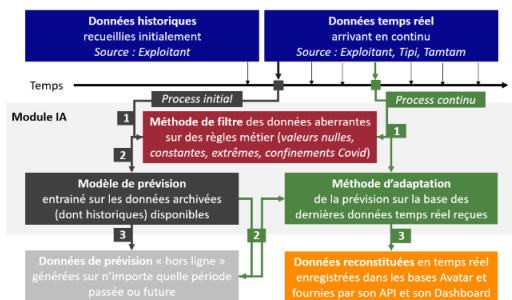 Données historiques
recueillies initialement
Source : Exploitant
Données temps réel
arrivant en continu
Source : Exploitant, Tipi, Tamtam
Temps
Process initial
Process continu
Module IA
1
Méthode de filtre des données aberrantes
sur des règles métier (valeurs nulles,
constantes, extrêmes, confinements Covid)
1
2
Modèle de prévision
entrainé sur les données archivées
(dont historiques) disponibles
Méthode d'adaptation
de la prévision sur la base des
dernières données temps réel reçues
3
2
3
Données de prévision « hors ligne »
générées sur n'importe quelle période
passée ou future
Données reconstituées en temps réel
enregistrées dans les bases Avatar et
fournies par son API et son Dashboard